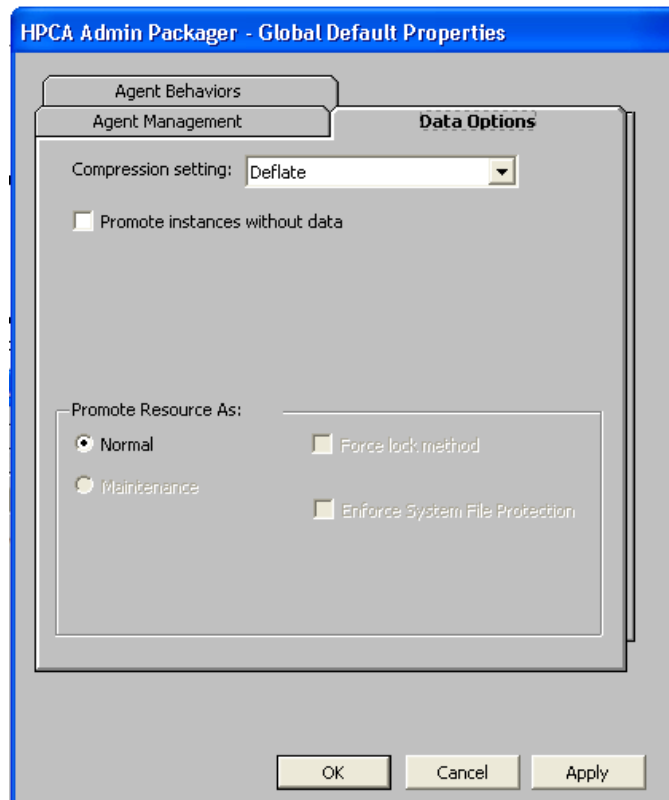 HPCA Admin Packager - Global Default Properties
Agent Behaviors
Agent Management
Data Options
Compression setting: Deflate
Promote instances without data
Promote Resource As:
Normal
Force lock method
Maintenance
Enforce System File Protection
OK
Cancel
Apply